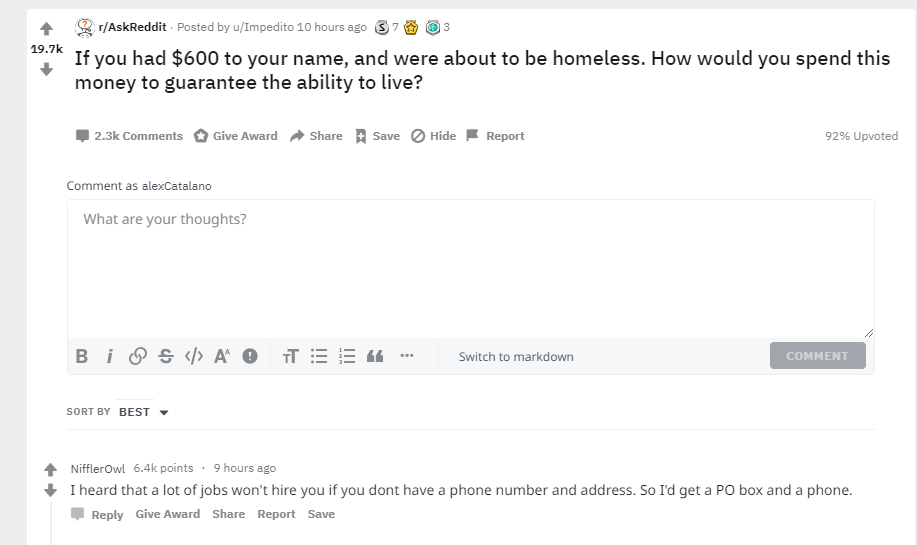 r/AskReddit · Posted by u/Impedito 10 hours ago S 7 3
19.7k
If you had $600 to your name, and were about to be homeless. How would you spend this
money to guarantee the ability to live?
2.3k Comments Give Award Share Save Hide Report 92% Upvoted
Comment as alexCatalano
What are your thoughts?
B i S </> A A ! TT 1 2 3 ··· Switch to markdown COMMENT
SORT BY BEST
NifflerOwl 6.4k points · 9 hours ago
I heard that a lot of jobs won't hire you if you dont have a phone number and address. So I'd get a PO box and a phone.
Reply Give Award Share Report Save